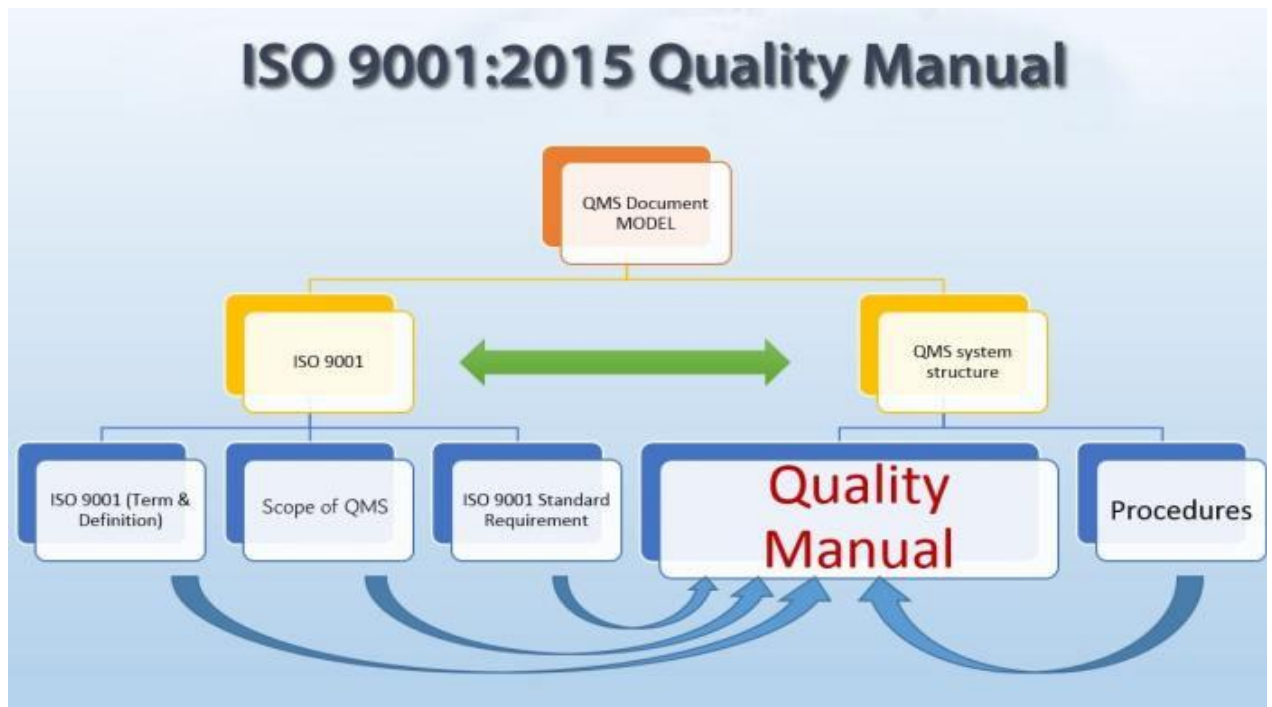 ISO 9001:2015 Quality Manual
QMS Document
MODEL
ISO 9001
QMS system
structure
ISO 9001 (Term &
Definition)
Scope of QMS
ISO 9001 Standard
Requirement
Quality
Manual
Procedures